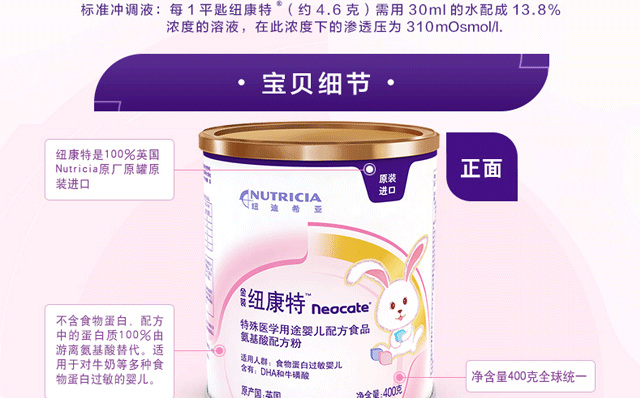 标准冲调液：每1平匙纽康特®（约4.6克）需用30ml的水配成13.8%
浓度的溶液，在此浓度下的渗透压为310mOsmol/l.
· 宝贝细节 ·
纽康特是100%英国
Nutricia原厂原罐原
装进口
原装
进口
正面
NUTRICIA
纽迪希亚
金装 纽康特 Neocate®
特殊医学用途婴儿配方食品
氨基酸配方粉
适用人群：食物蛋白过敏婴儿
含有：DHA和牛磺酸
原产国：英国
净含量：400克
不含食物蛋白，配方
中的蛋白质100%由
游离氨基酸替代。适
用于对牛奶等多种食
物蛋白过敏的婴儿。
净含量400克全球统一